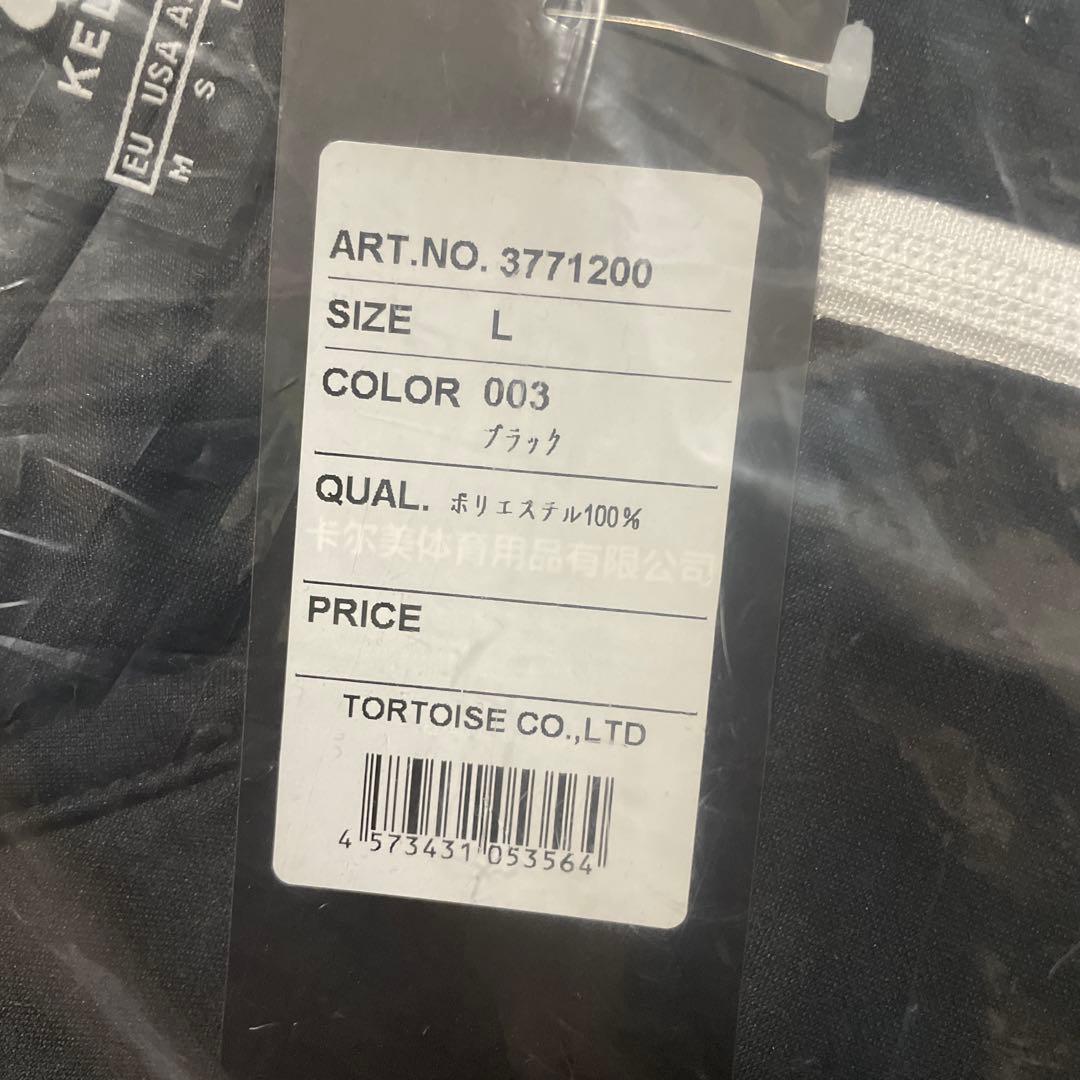 KEL
EU USA A
M S
ART.NO. 3771200
SIZE L
COLOR 003
ブラック
QUAL. ポリエステル100%
卡尔美体育用品有限公司
PRICE
TORTOISE CO.,LTD
4 573431 053564